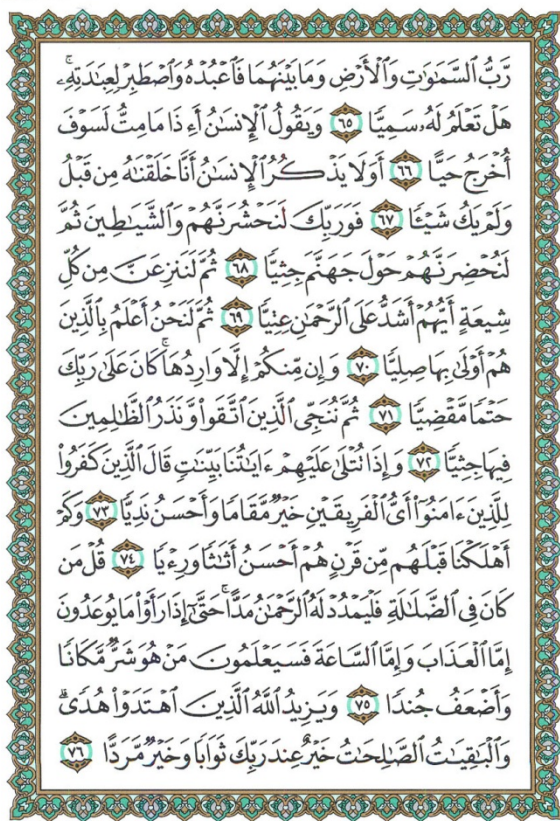 رَّبُّ ٱلسَّمَٰوَٰتِ وَٱلْأَرْضِ وَمَا بَيْنَهُمَا فَٱعْبُدْهُ وَٱصْطَبِرْ لِعِبَٰدَتِهِۦۚ
هَلْ تَعْلَمُ لَهُۥ سَمِيًّا ٦٥ وَيَقُولُ ٱلْإِنسَٰنُ أَءِذَا مَا مِتُّ لَسَوْفَ
أُخْرَجُ حَيًّا ٦٦ أَوَلَا يَذْكُرُ ٱلْإِنسَٰنُ أَنَّا خَلَقْنَٰهُ مِن قَبْلُ
وَلَمْ يَكُ شَيْـًٔا ٦٧ فَوَرَبِّكَ لَنَحْشُرَنَّهُمْ وَٱلشَّيَٰطِينَ ثُمَّ
لَنُحْضِرَنَّهُمْ حَوْلَ جَهَنَّمَ جِثِيًّا ٦٨ ثُمَّ لَنَنزِعَنَّ مِن كُلِّ
شِيعَةٍ أَيُّهُمْ أَشَدُّ عَلَى ٱلرَّحْمَٰنِ عِتِيًّا ٦٩ ثُمَّ لَنَحْنُ أَعْلَمُ بِٱلَّذِينَ
هُمْ أَوْلَىٰ بِهَا صِلِيًّا ٧٠ وَإِن مِّنكُمْ إِلَّا وَارِدُهَاۚ كَانَ عَلَىٰ رَبِّكَ
حَتْمًا مَّقْضِيًّا ٧١ ثُمَّ نُنَجِّى ٱلَّذِينَ ٱتَّقَوا۟ وَّنَذَرُ ٱلظَّٰلِمِينَ
فِيهَا جِثِيًّا ٧٢ وَإِذَا تُتْلَىٰ عَلَيْهِمْ ءَايَٰتُنَا بَيِّنَٰتٍ قَالَ ٱلَّذِينَ كَفَرُوا۟
لِلَّذِينَ ءَامَنُوٓا۟ أَىُّ ٱلْفَرِيقَيْنِ خَيْرٌ مَّقَامًا وَأَحْسَنُ نَدِيًّا ٧٣ وَكَمْ
أَهْلَكْنَا قَبْلَهُم مِّن قَرْنٍ هُمْ أَحْسَنُ أَثَٰثًا وَرِءْيًا ٧٤ قُلْ مَن
كَانَ فِى ٱلضَّلَٰلَةِ فَلْيَمْدُدْ لَهُ ٱلرَّحْمَٰنُ مَدًّاۚ حَتَّىٰٓ إِذَا رَأَوْا۟ مَا يُوعَدُونَ
إِمَّا ٱلْعَذَابَ وَإِمَّا ٱلسَّاعَةَ فَسَيَعْلَمُونَ مَنْ هُوَ شَرٌّ مَّكَانًا
وَأَضْعَفُ جُندًا ٧٥ وَيَزِيدُ ٱللَّهُ ٱلَّذِينَ ٱهْتَدَوْا۟ هُدًىۗ
وَٱلْبَٰقِيَٰتُ ٱلصَّٰلِحَٰتُ خَيْرٌ عِندَ رَبِّكَ ثَوَابًا وَخَيْرٌ مَّرَدًّا ٧٦